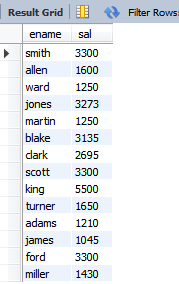 Result Grid Filter Rows:
ename sal
smith 3300
allen 1600
ward 1250
jones 3273
martin 1250
blake 3135
clark 2695
scott 3300
king 5500
turner 1650
adams 1210
james 1045
ford 3300
miller 1430